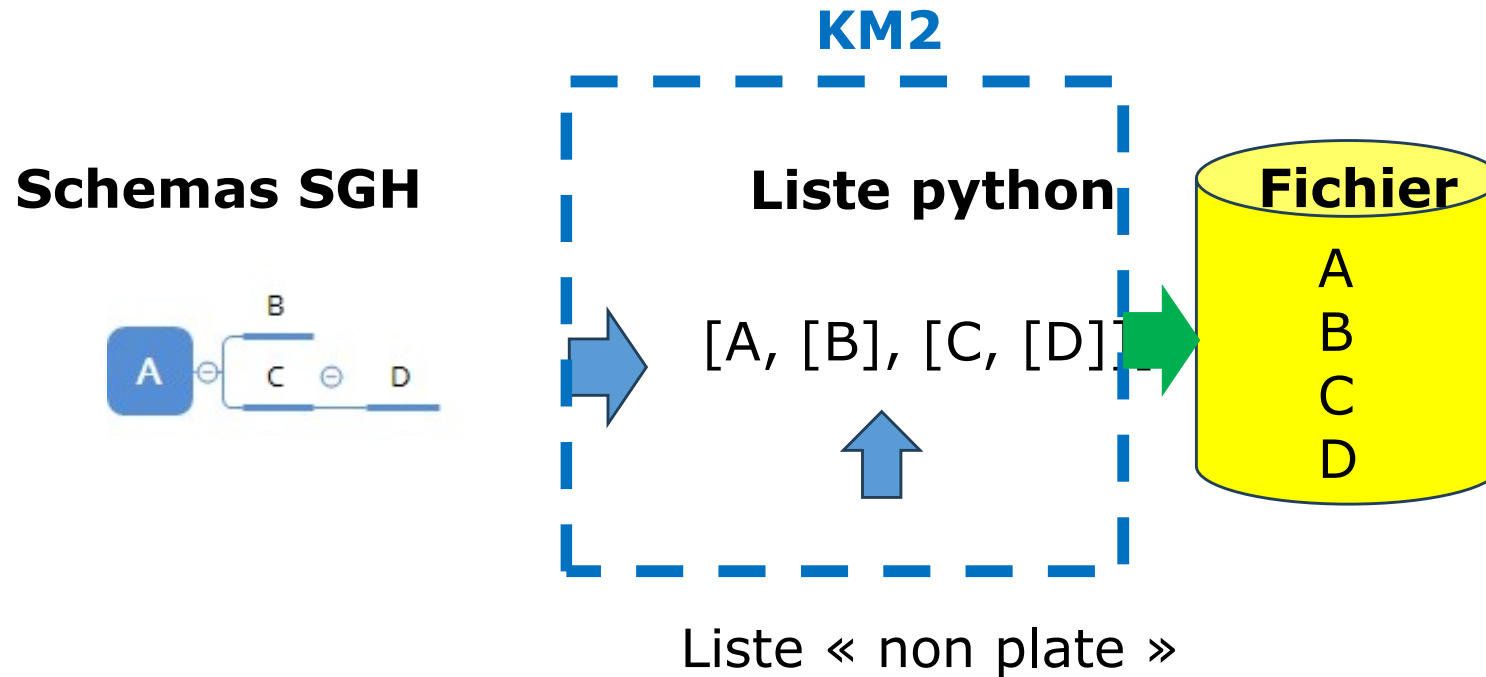 KM2
Schemas SGH
Liste python
Fichier
A
B
C
D
[A, [B], [C, [D]]]
A
B
C
D
Liste « non plate »